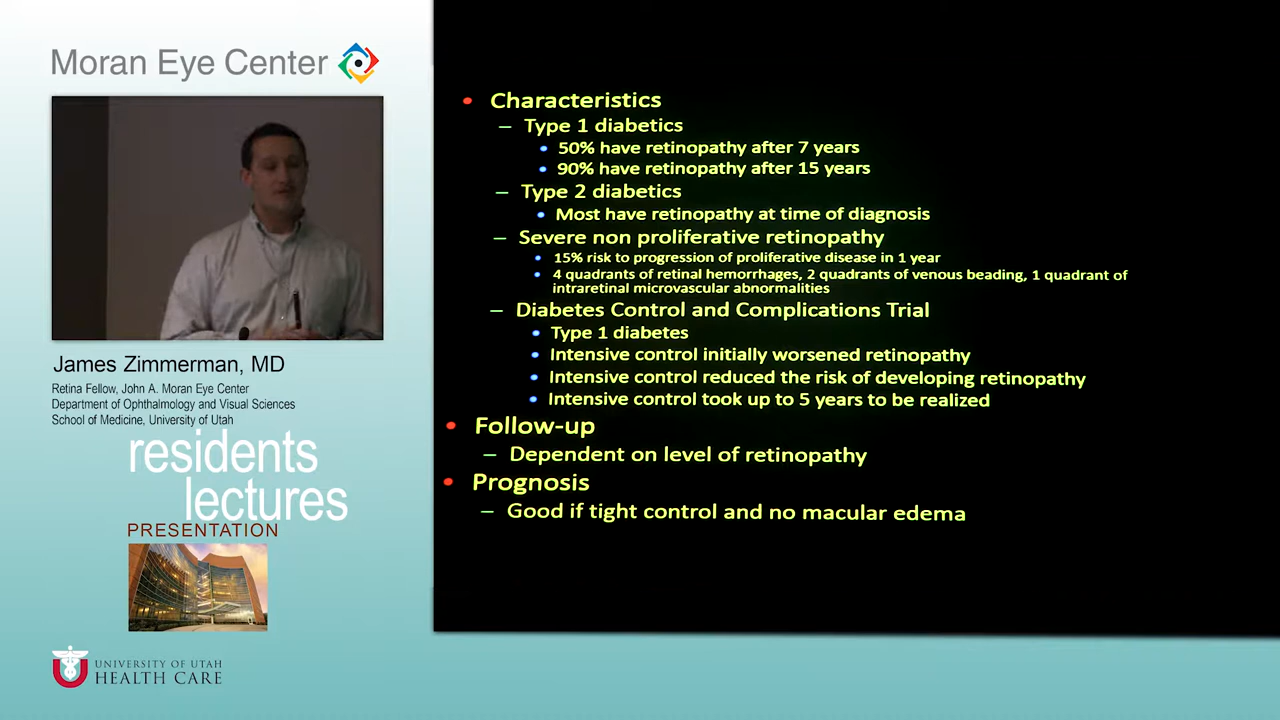 Moran Eye Center
James Zimmerman, MD
Retina Fellow, John A. Moran Eye Center
Department of Ophthalmology and Visual Sciences
School of Medicine, University of Utah
residents
lectures
PRESENTATION
UNIVERSITY OF UTAH
HEALTH CARE
• Characteristics
– Type 1 diabetics
• 50% have retinopathy after 7 years
• 90% have retinopathy after 15 years
– Type 2 diabetics
• Most have retinopathy at time of diagnosis
– Severe non proliferative retinopathy
• 15% risk to progression of proliferative disease in 1 year
• 4 quadrants of retinal hemorrhages, 2 quadrants of venous beading, 1 quadrant of
intraretinal microvascular abnormalities
– Diabetes Control and Complications Trial
• Type 1 diabetes
• Intensive control initially worsened retinopathy
• Intensive control reduced the risk of developing retinopathy
• Intensive control took up to 5 years to be realized
• Follow-up
– Dependent on level of retinopathy
• Prognosis
– Good if tight control and no macular edema